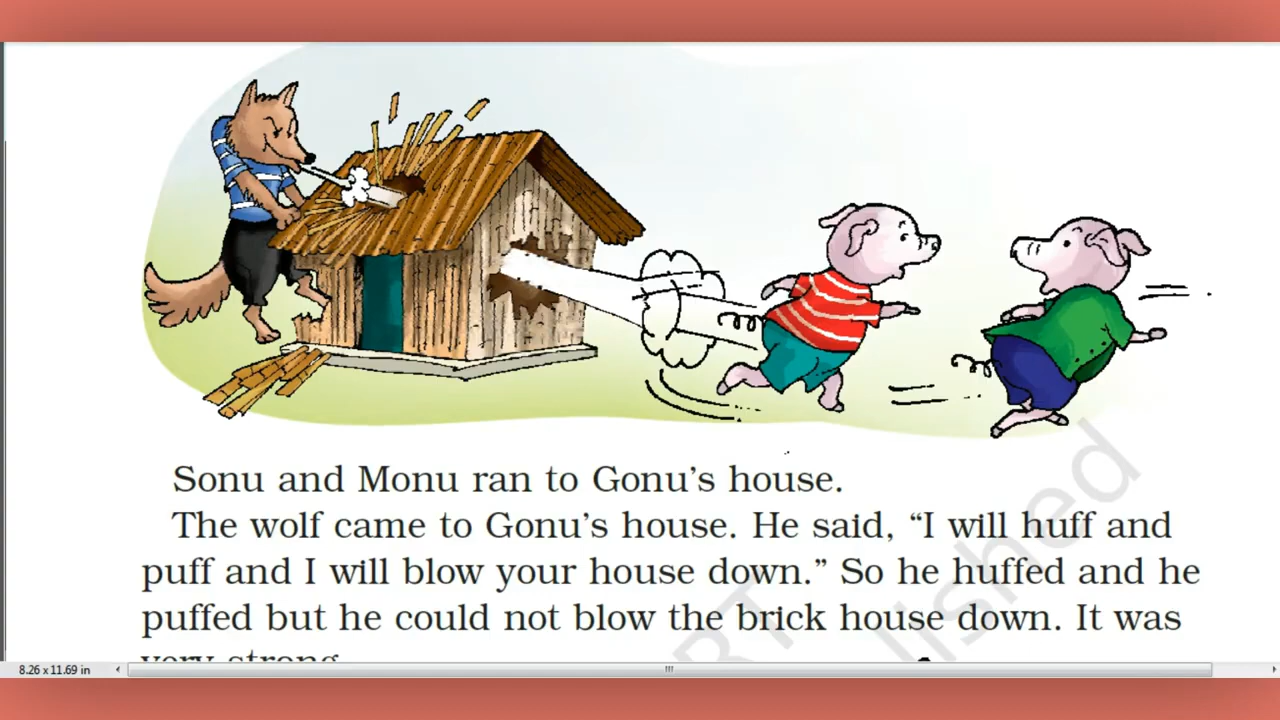 Sonu and Monu ran to Gonu's house.
The wolf came to Gonu's house. He said, “I will huff and
puff and I will blow your house down.” So he huffed and he
puffed but he could not blow the brick house down. It was
very strong
8.26 x 11.69 in